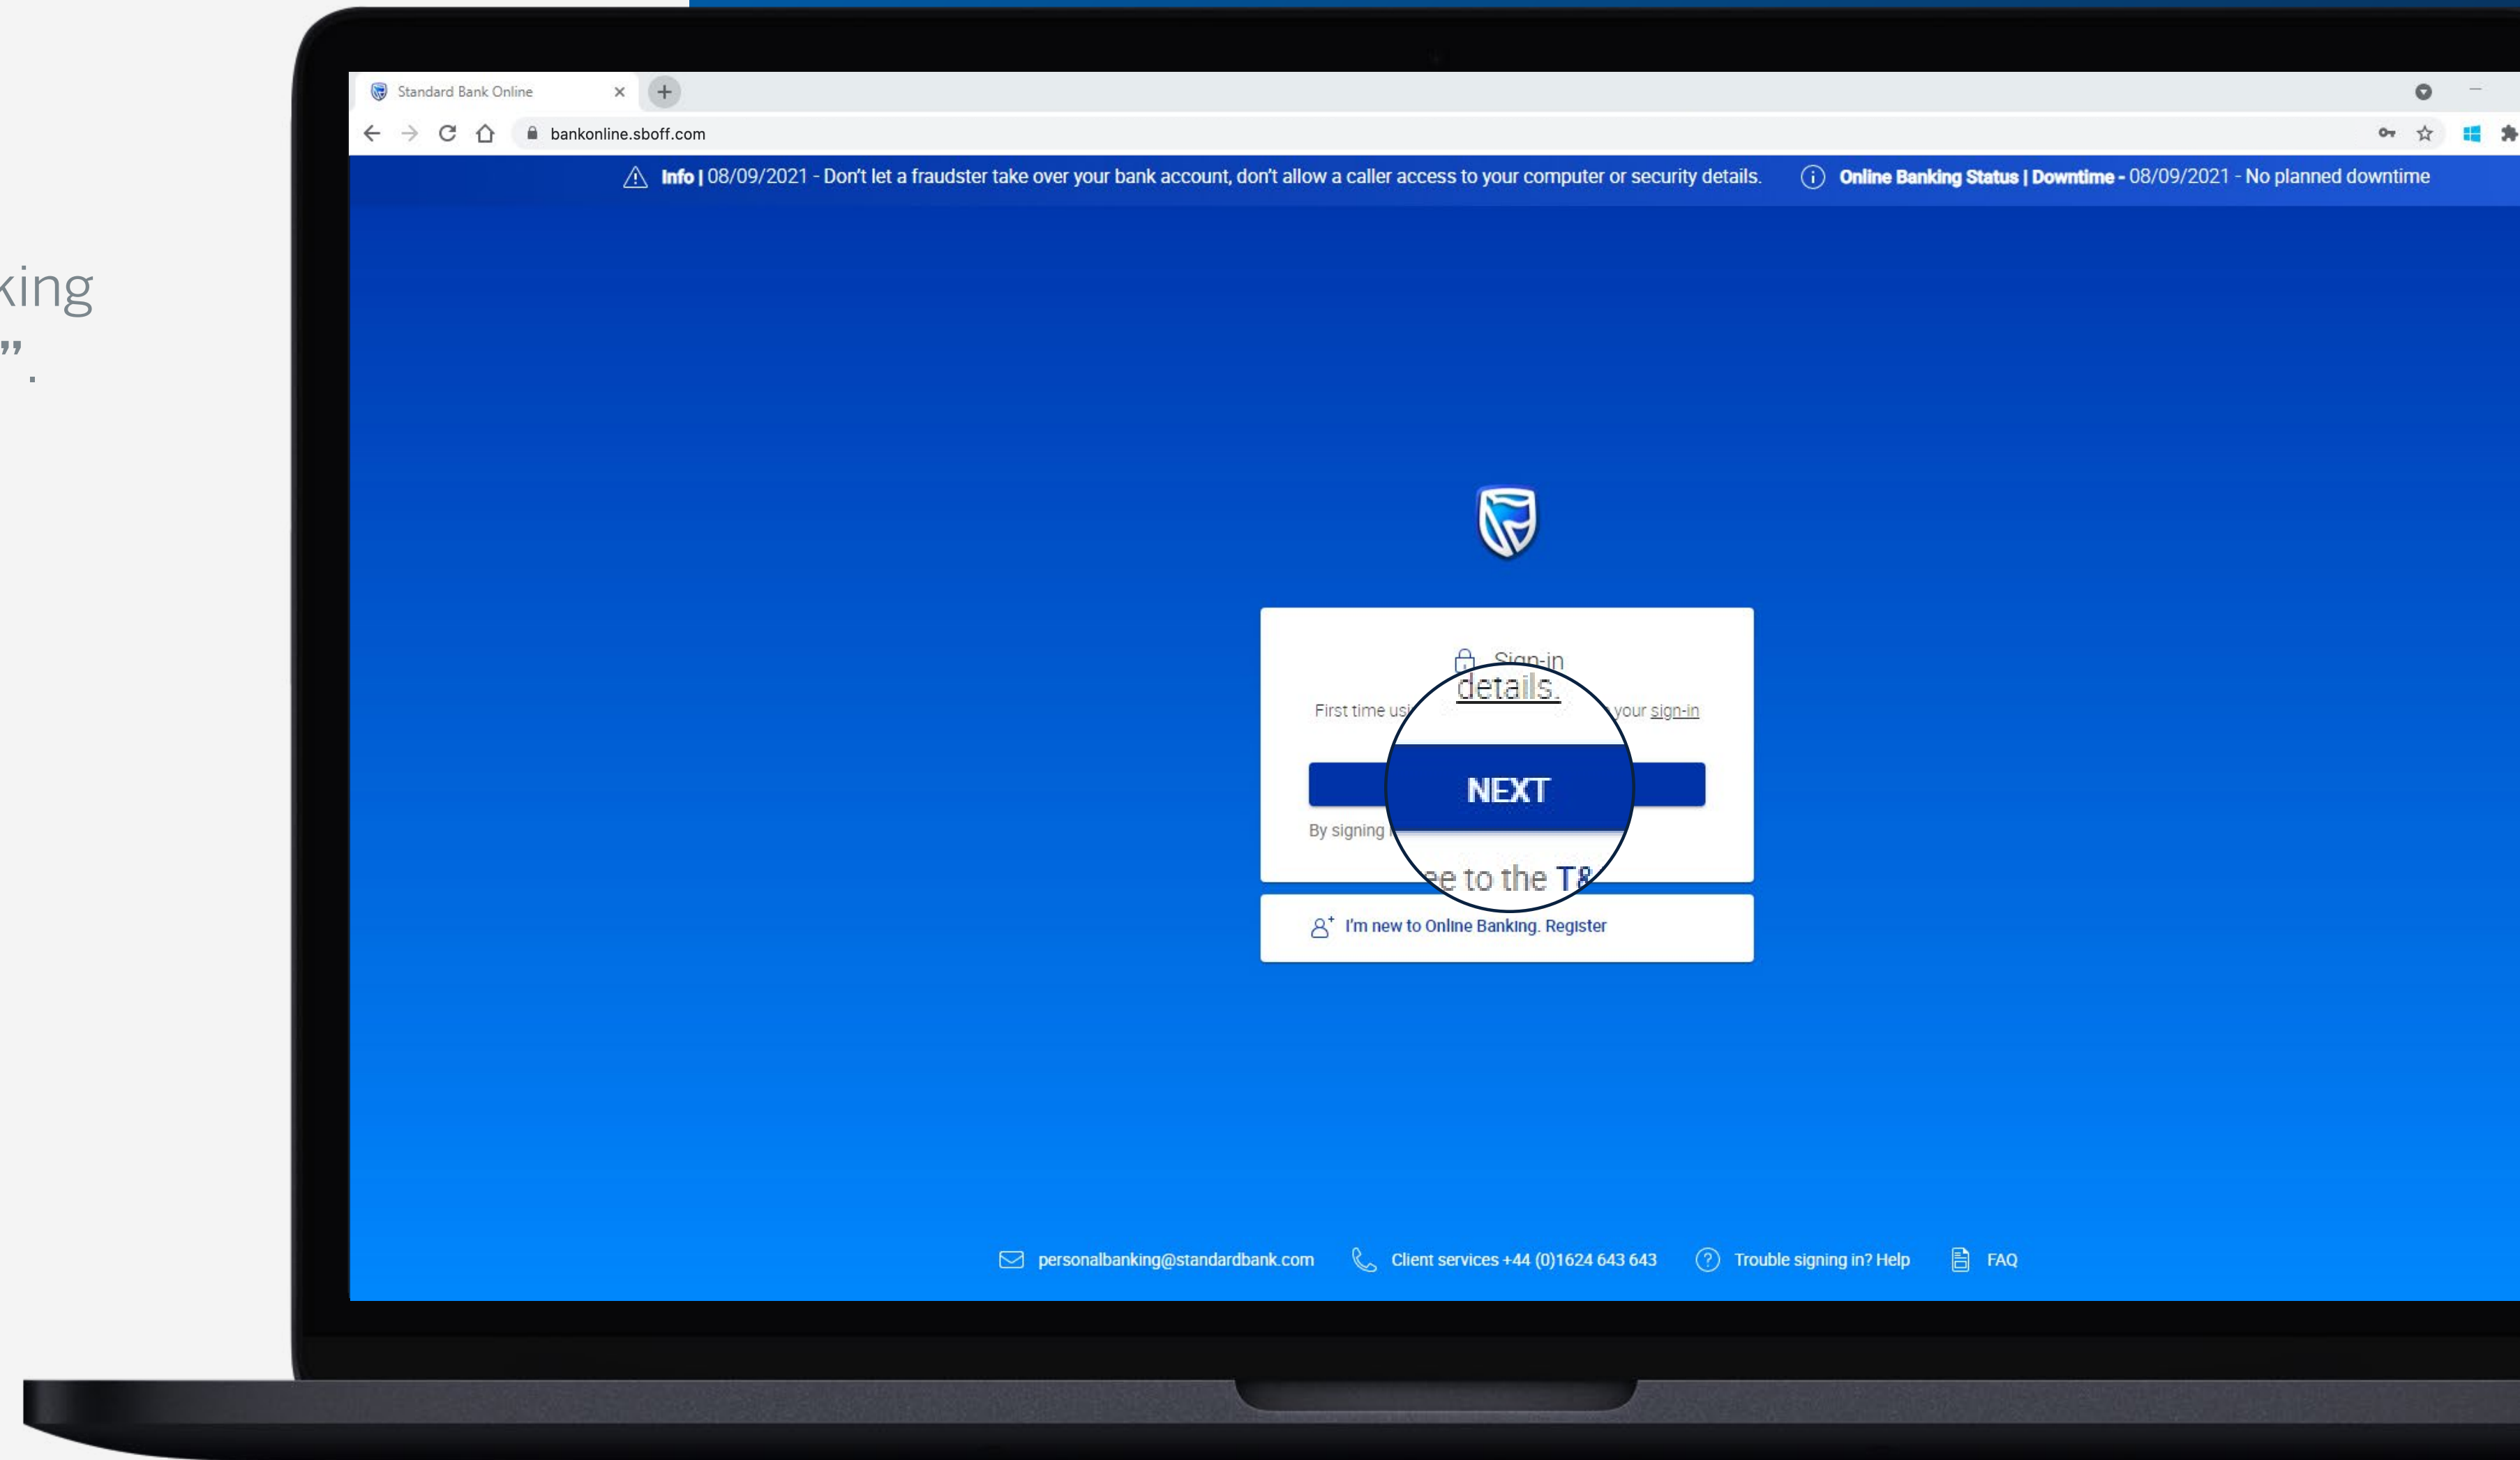 king
”.
Standard Bank Online
bankonline.sboff.com
Info | 08/09/2021 - Don't let a fraudster take over your bank account, don't allow a caller access to your computer or security details. Online Banking Status | Downtime - 08/09/2021 - No planned downtime
Sign-in
details.
First time your sign-in
NEXT
By signing
to the
I'm new to Online Banking. Register
personalbanking@standardbank.com Client services +44 (0)1624 643 643 Trouble signing in? Help FAQ